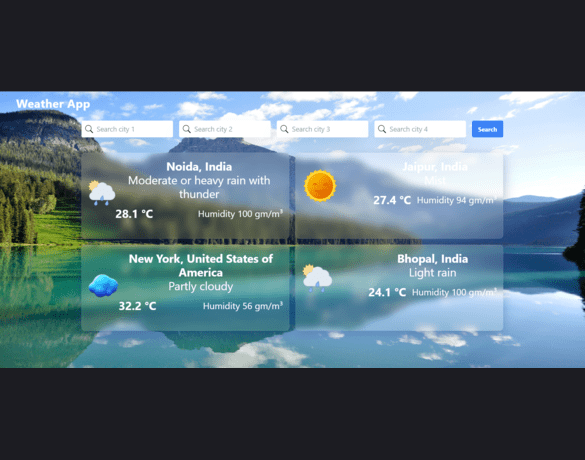 Weather App
Search city 1
Search city 2
Search city 3
Search city 4
Search
Noida, India
Moderate or heavy rain with
thunder
28.1 °C
Humidity 100 gm/m³
Jaipur, India
Mist
27.4 °C
Humidity 94 gm/m³
New York, United States of
America
Partly cloudy
32.2 °C
Humidity 56 gm/m³
Bhopal, India
Light rain
24.1 °C
Humidity 100 gm/m³